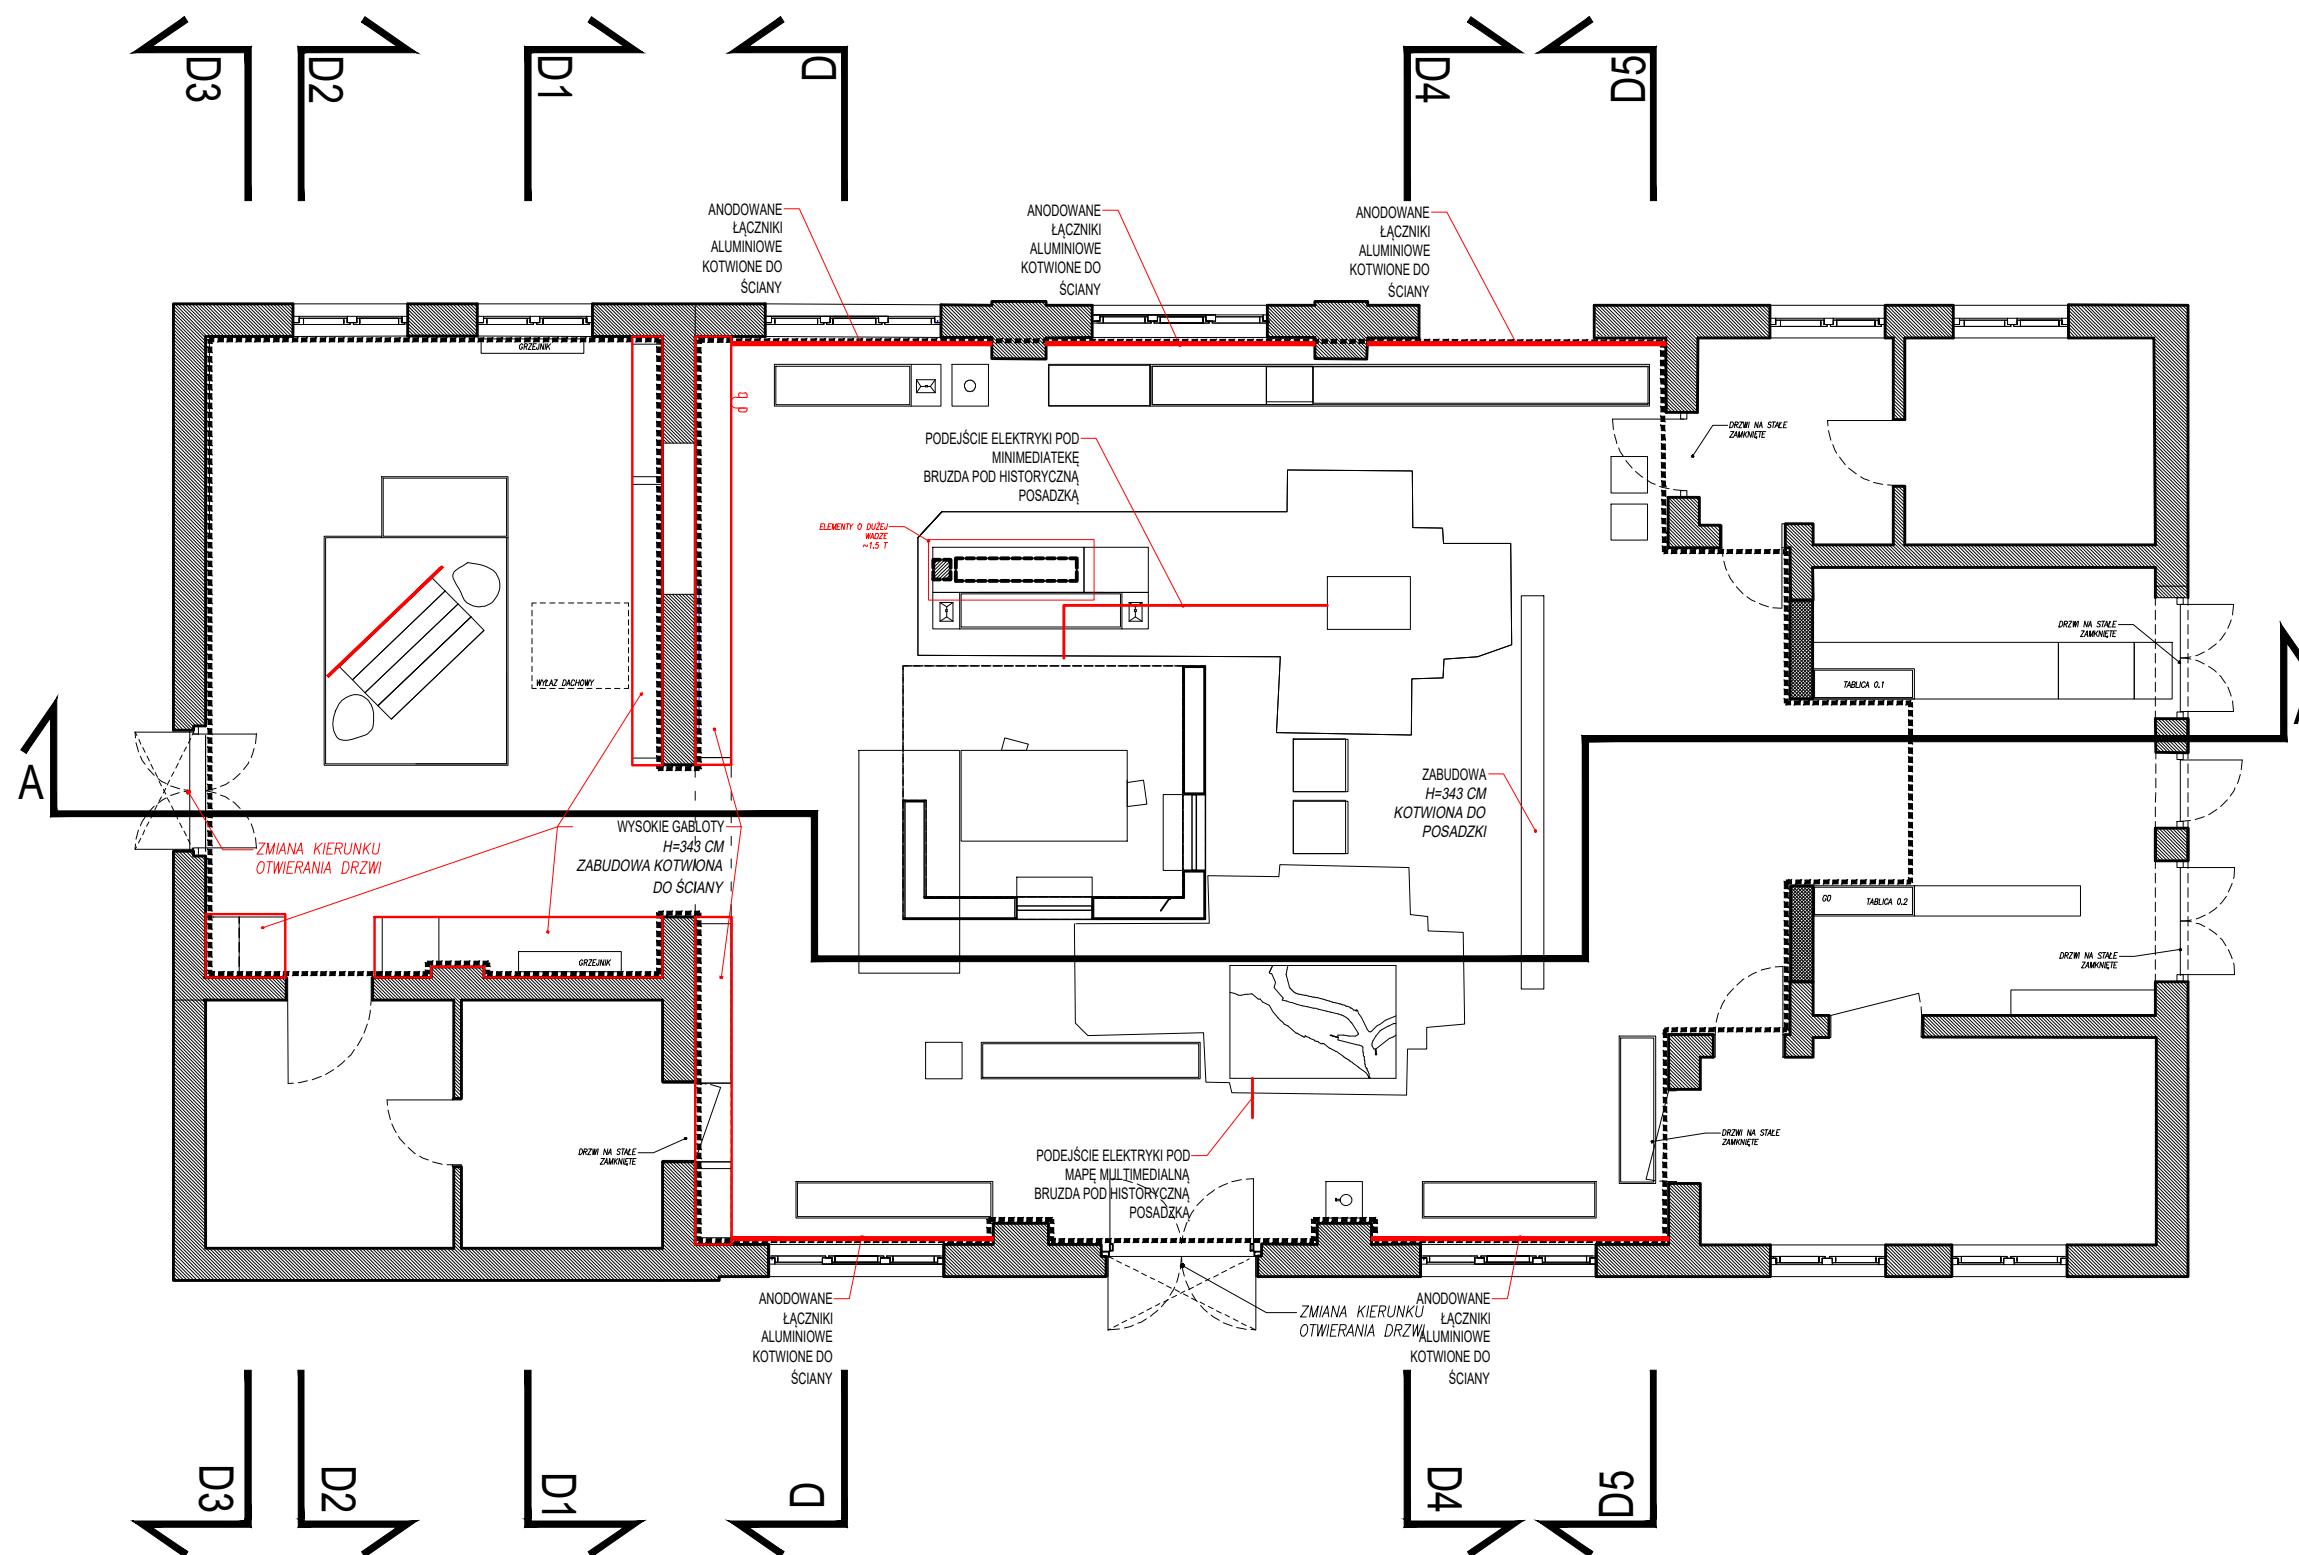 D3
D2
D1
D
D4
D5
ANODOWANE
ŁĄCZNIKI
ALUMINIOWE
KOTWIONE DO
ŚCIANY
ANODOWANE
ŁĄCZNIKI
ALUMINIOWE
KOTWIONE DO
ŚCIANY
ANODOWANE
ŁĄCZNIKI
ALUMINIOWE
KOTWIONE DO
ŚCIANY
GRZEJNIK
PODEJŚCIE ELEKTRYKI POD
MINIMEDIATEKĘ
BRUZDA POD HISTORYCZNĄ
POSADZKĄ
DRZWI NA STAŁE
ZAMKNIĘTE
ELEMENTY O DUŻEJ
WADZE
~1.5 T
DRZWI NA STAŁE
ZAMKNIĘTE
WYŁAZ DACHOWY
TABLICA 0.1
A
ZABUDOWA
H=343 CM
KOTWIONA DO
POSADZKI
WYSOKIE GABLOTY
H=343 CM
ZABUDOWA KOTWIONA
DO ŚCIANY
ZMIANA KIERUNKU
OTWIERANIA DRZWI
GO
TABLICA 0.2
GRZEJNIK
DRZWI NA STAŁE
ZAMKNIĘTE
DRZWI NA STAŁE
ZAMKNIĘTE
DRZWI NA STAŁE
ZAMKNIĘTE
PODEJŚCIE ELEKTRYKI POD
MAPĘ MULTIMEDIALNĄ
BRUZDA POD HISTORYCZNĄ
POSADZKĄ
ANODOWANE
ŁĄCZNIKI
ALUMINIOWE
KOTWIONE DO
ŚCIANY
ZMIANA KIERUNKU
OTWIERANIA DRZWI
ANODOWANE
ŁĄCZNIKI
ALUMINIOWE
KOTWIONE DO
ŚCIANY
D3
D2
D1
D
D4
D5